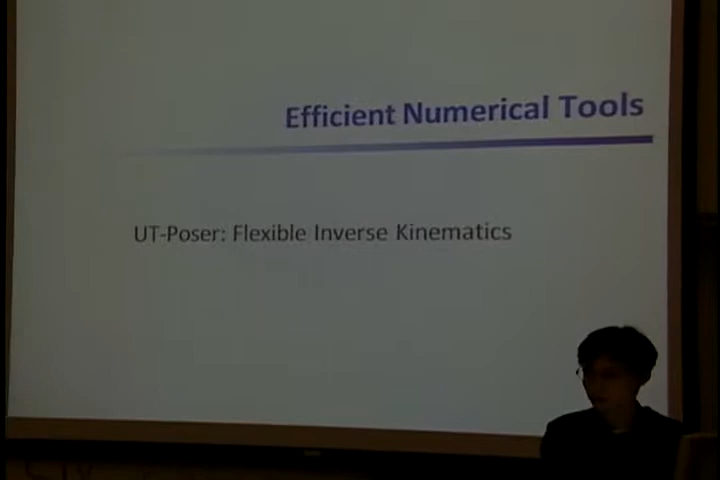 Efficient Numerical Tools
UT-Poser: Flexible Inverse Kinematics